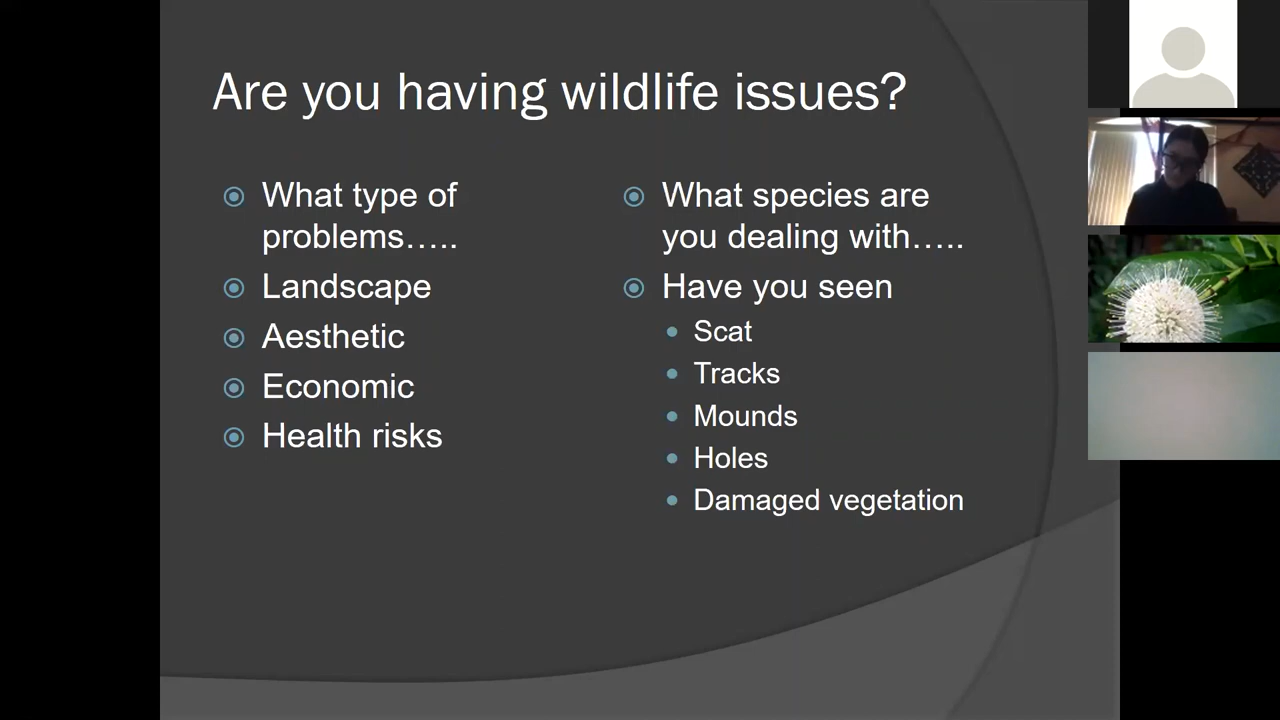 Are you having wildlife issues?
What type of
problems…..
Landscape
Aesthetic
Economic
Health risks
What species are
you dealing with…..
Have you seen
Scat
Tracks
Mounds
Holes
Damaged vegetation